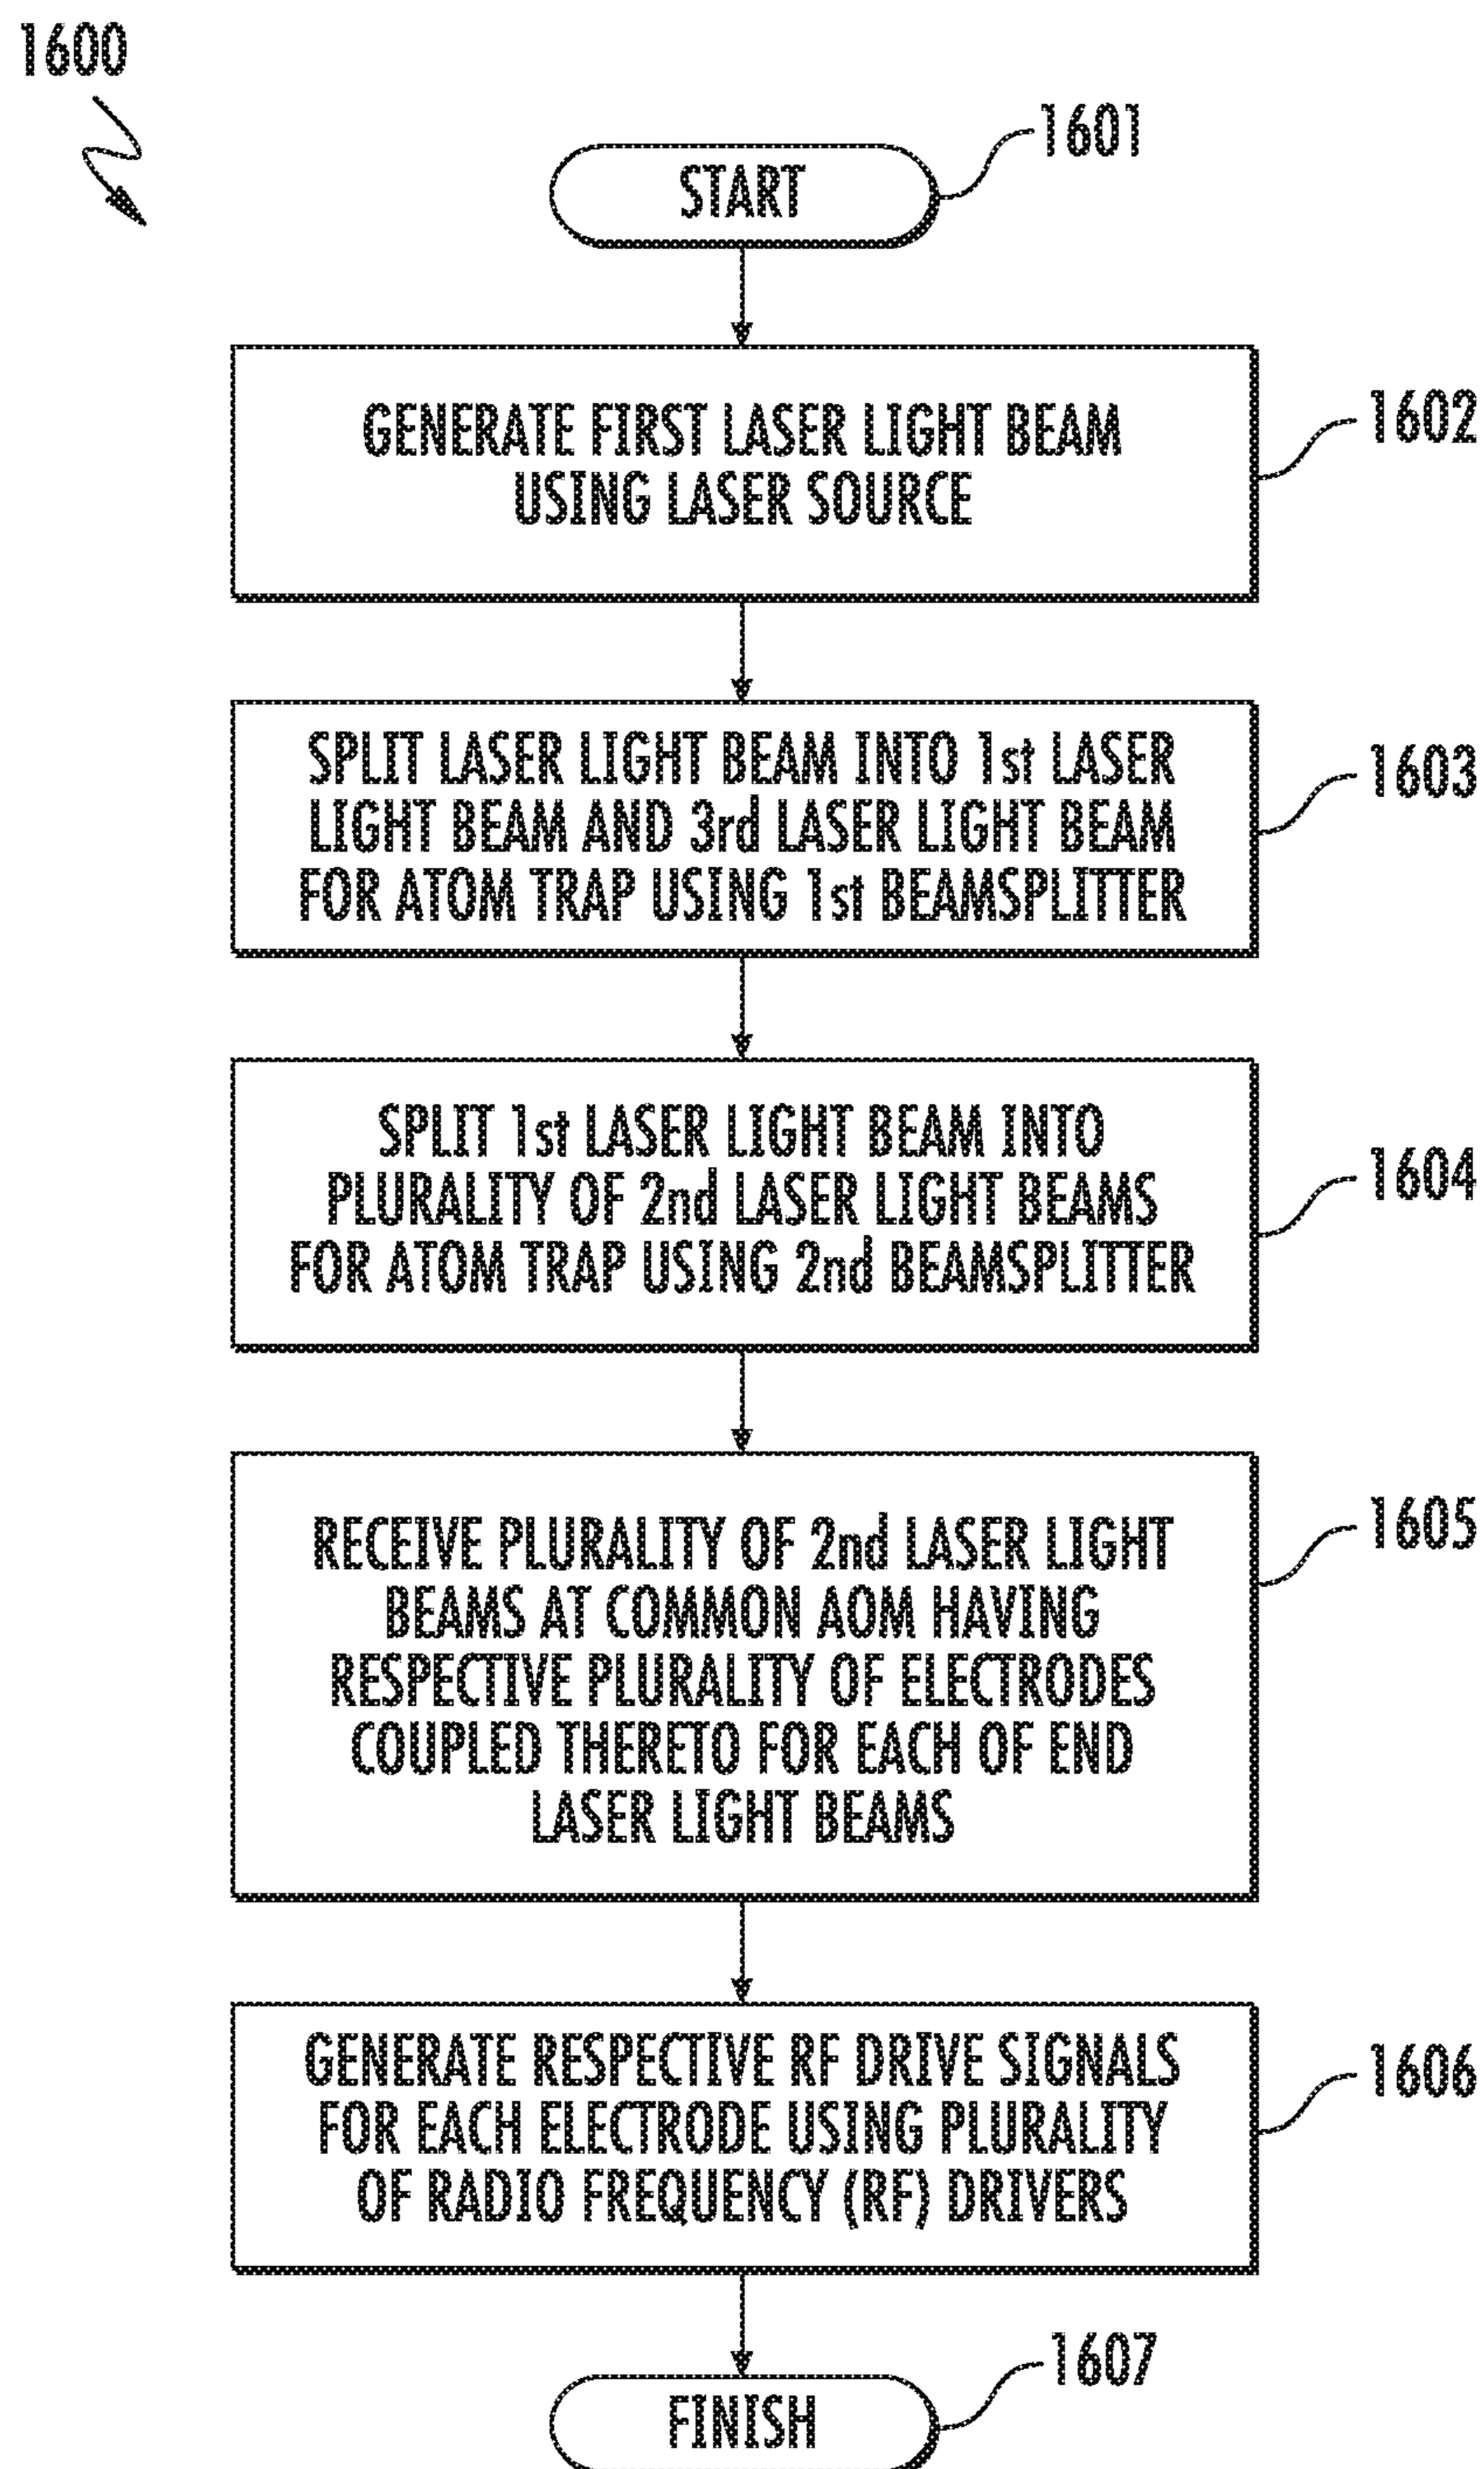 1600
1601
START
GENERATE FIRST LASER LIGHT BEAM
USING LASER SOURCE
1602
SPLIT LASER LIGHT BEAM INTO 1st LASER
LIGHT BEAM AND 3rd LASER LIGHT BEAM
FOR ATOM TRAP USING 1st BEAMSPLITTER
1603
SPLIT 1st LASER LIGHT BEAM INTO
PLURALITY OF 2nd LASER LIGHT BEAMS
FOR ATOM TRAP USING 2nd BEAMSPLITTER
1604
RECEIVE PLURALITY OF 2nd LASER LIGHT
BEAMS AT COMMON AOM HAVING
RESPECTIVE PLURALITY OF ELECTRODES
COUPLED THERETO FOR EACH OF END
LASER LIGHT BEAMS
1605
GENERATE RESPECTIVE RF DRIVE SIGNALS
FOR EACH ELECTRODE USING PLURALITY
OF RADIO FREQUENCY (RF) DRIVERS
1606
1607
FINISH